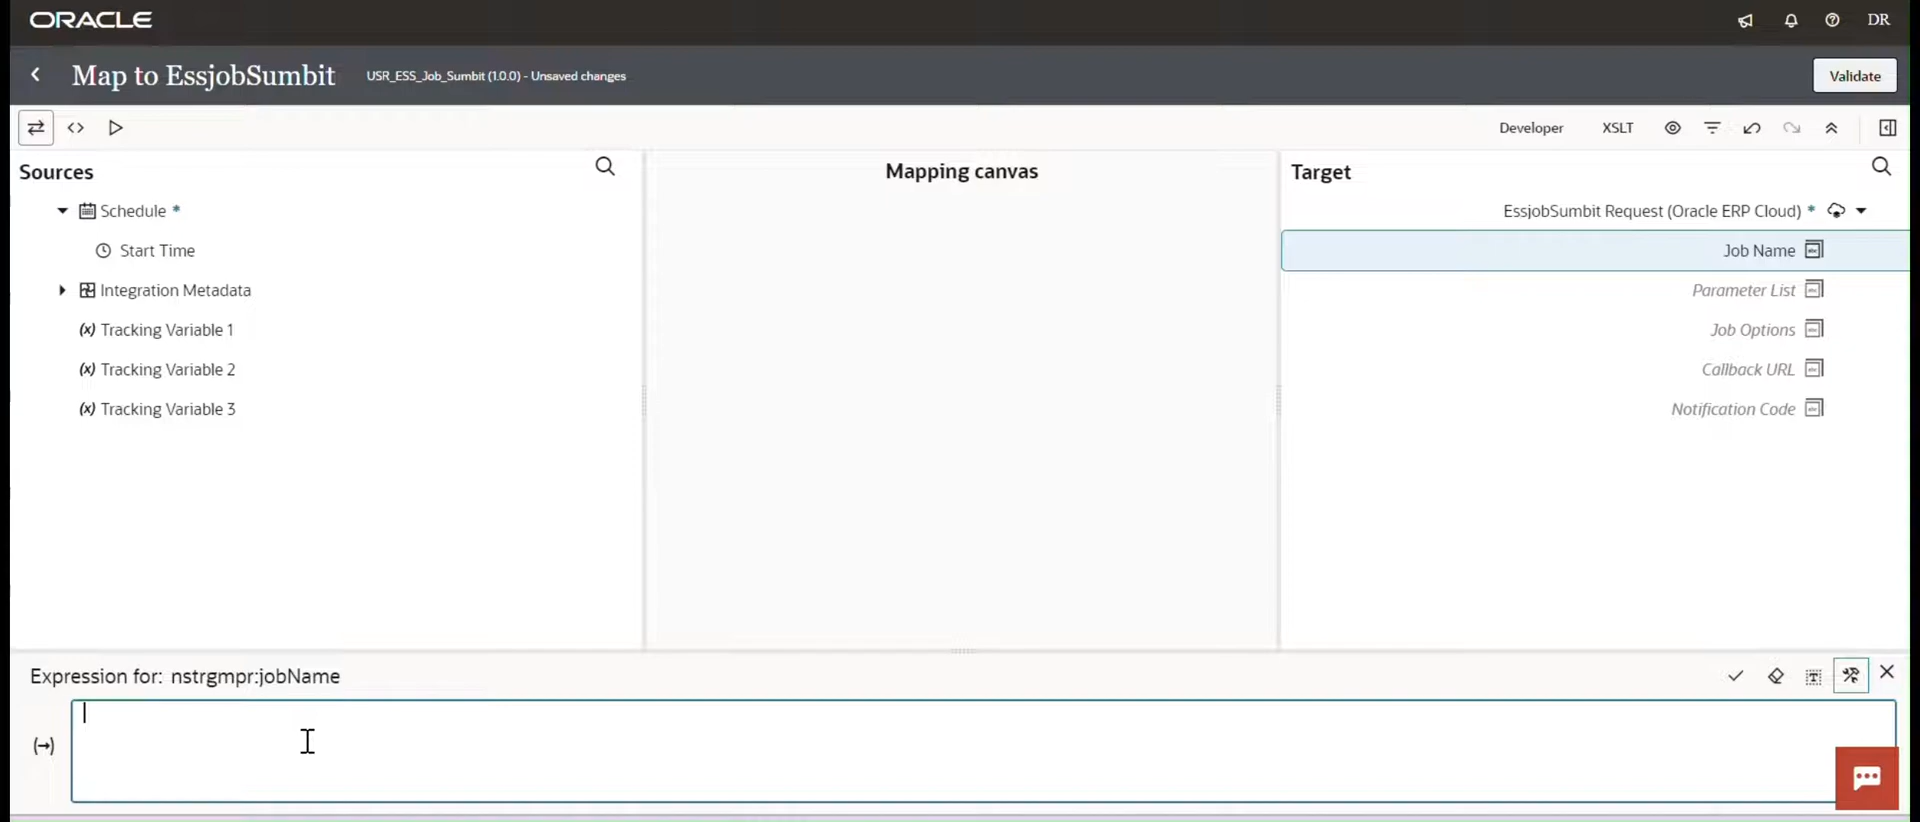 ORACLE
DR
Map to EssjobSumbit
USR_ESS_Job_Sumbit (1.0.0) - Unsaved changes
Validate
Developer
XSLT
Sources
Mapping canvas
Target
Schedule *
EssjobSumbit Request (Oracle ERP Cloud) *
Start Time
Job Name
Integration Metadata
Parameter List
(x) Tracking Variable 1
Job Options
(x) Tracking Variable 2
Callback URL
(x) Tracking Variable 3
Notification Code
Expression for: nstrgmpr:jobName